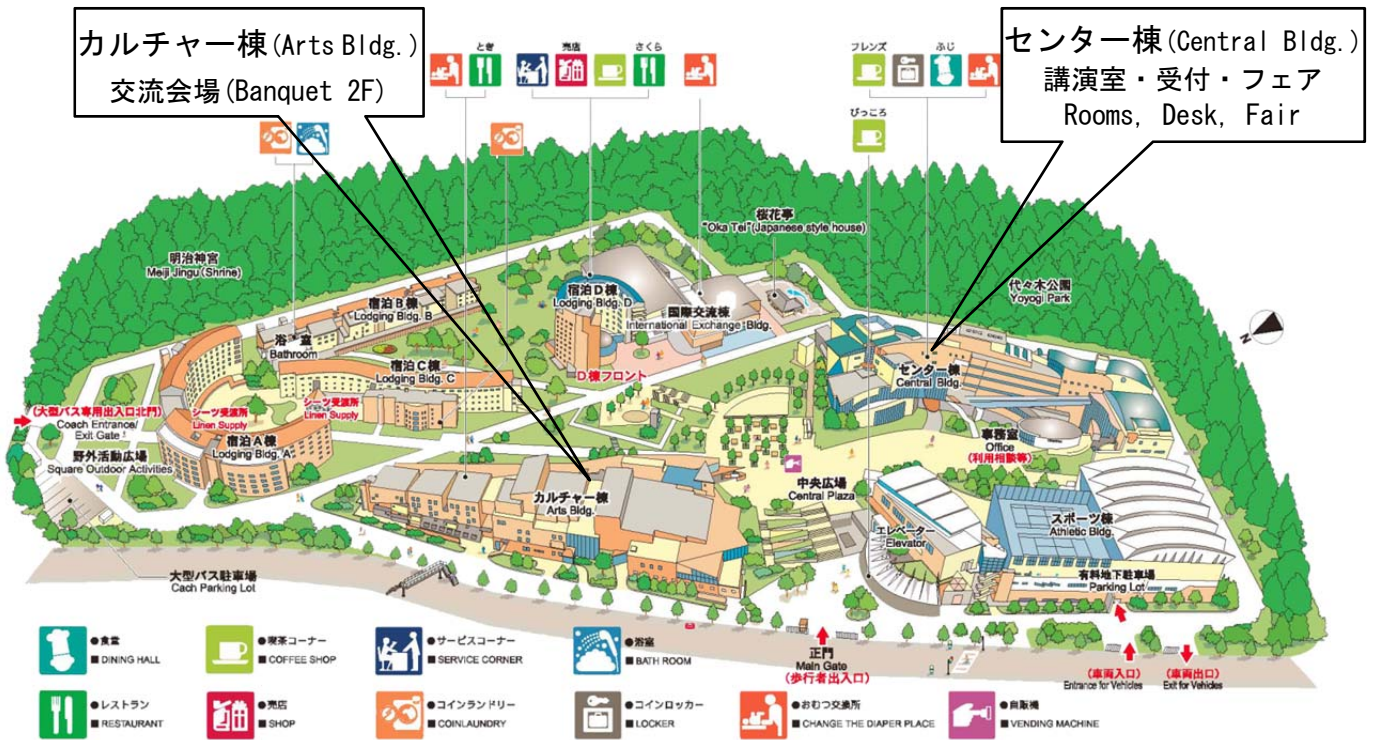 カルチャー棟(Arts Bldg.)
交流会場(Banquet 2F)
とき
売店
さくら
フレンズ
ふじ
ぴっころ
センター棟(Central Bldg.)
講演室・受付・フェア
Rooms, Desk, Fair
桜花亭
"Oka Tei"(Japanese style house)
明治神宮
Meiji Jingu(Shrine)
代々木公園
Yoyogi Park
N
宿泊B棟
Lodging Bldg. B
浴室
Bathroom
宿泊D棟
Lodging Bldg. D
国際交流棟
International Exchange Bldg.
宿泊C棟
Lodging Bldg. C
D棟フロント
センター棟
Central Bldg.
(大型バス専用出入口北門)
Coach Entrance/
Exit Gate
シーツ受渡所
Linen Supply
シーツ受渡所
Linen Supply
宿泊A棟
Lodging Bldg. A
野外活動広場
Square Outdoor Activities
事務室
Office
(利用相談等)
カルチャー棟
Arts Bldg.
中央広場
Central Plaza
エレベーター
Elevator
スポーツ棟
Athletic Bldg.
大型バス駐車場
Cach Parking Lot
有料地下駐車場
Parking Lot
正門
Main Gate
(歩行者出入口)
(車両入口)
Entrance for Vehicles
(車両出口)
Exit for Vehicles
●食堂
■DINING HALL
●喫茶コーナー
■COFFEE SHOP
●サービスコーナー
■SERVICE CORNER
●浴室
■BATH ROOM
●レストラン
■RESTAURANT
●売店
■SHOP
●コインランドリー
■COINLAUNDRY
●コインロッカー
■LOCKER
●おむつ交換所
■CHANGE THE DIAPER PLACE
●自販機
■VENDING MACHINE